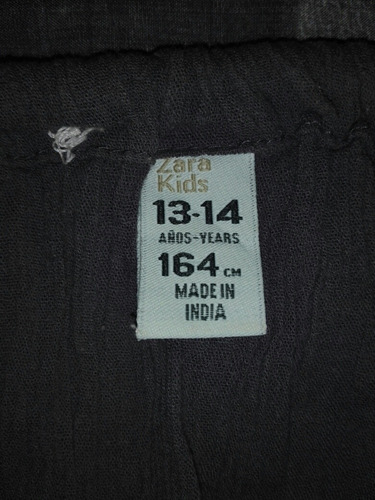 Zara
Kids
13-14
AÑOS-YEARS
164 CM
MADE IN
INDIA